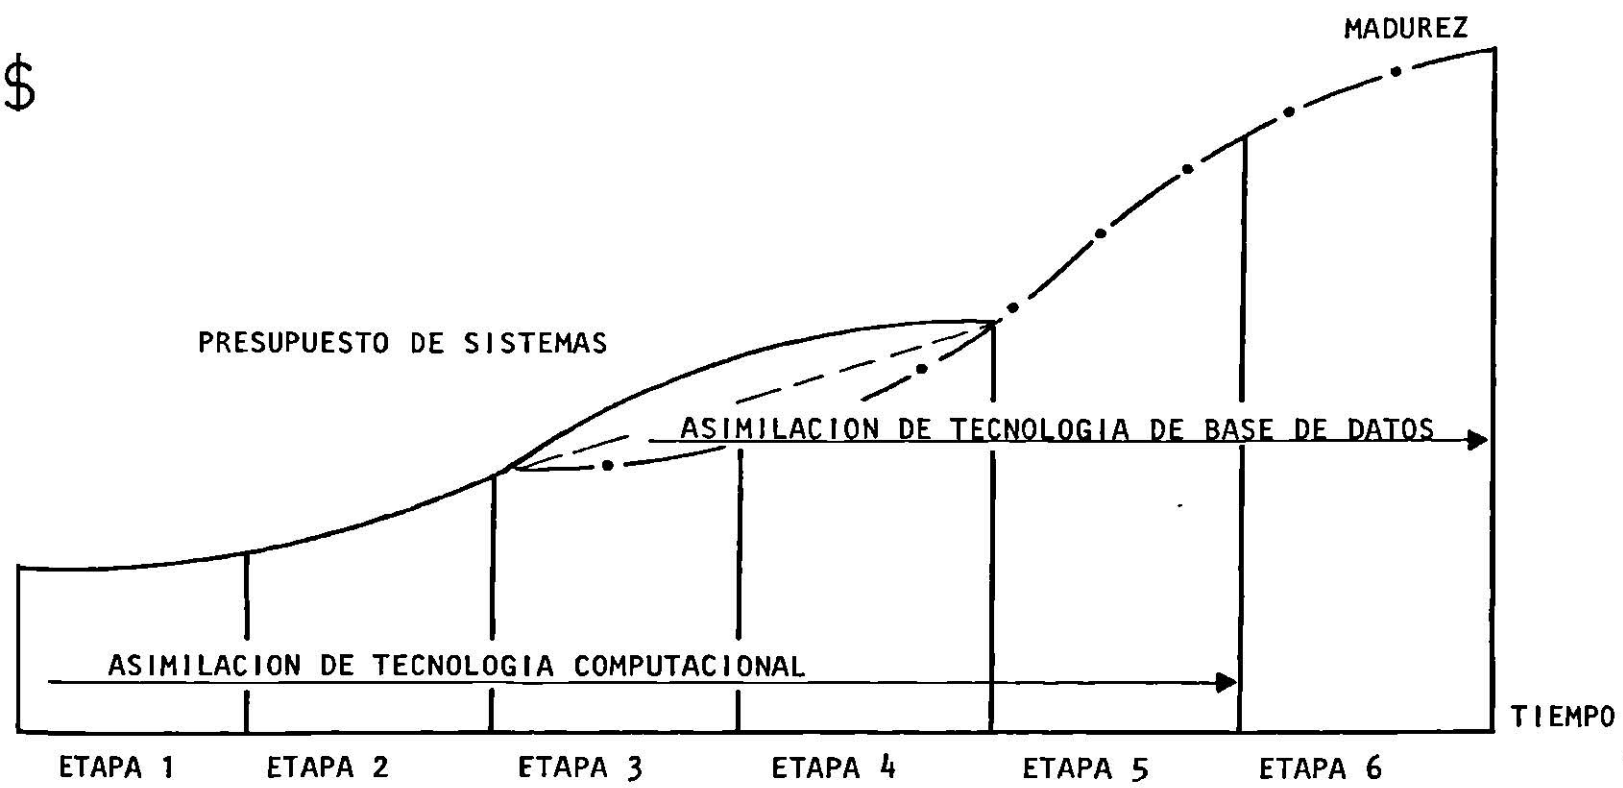 MADUREZ
$
PRESUPUESTO DE SISTEMAS
ASIMILACION DE TECNOLOGIA DE BASE DE DATOS
ASIMILACION DE TECNOLOGIA COMPUTACIONAL
TIEMPO
ETAPA 1 ETAPA 2 ETAPA 3 ETAPA 4 ETAPA 5 ETAPA 6